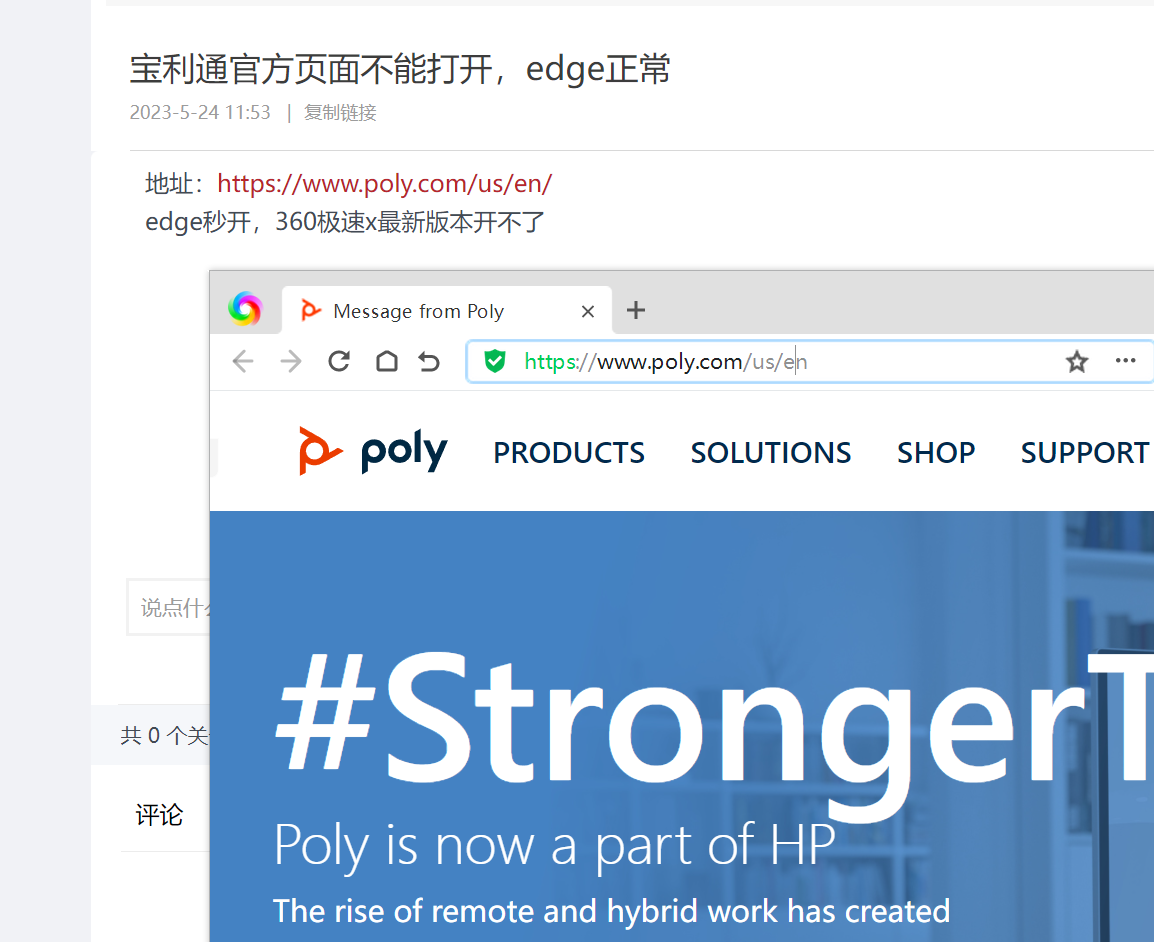 宝利通官方页面不能打开，edge正常
2023-5-24 11:53 | 复制链接
地址：https://www.poly.com/us/en/
edge秒开，360极速x最新版本开不了
Message from Poly
https://www.poly.com/us/en
poly PRODUCTS SOLUTIONS SHOP SUPPORT
说点什么
#StrongerT
共 0 个关
评论
Poly is now a part of HP
The rise of remote and hybrid work has created